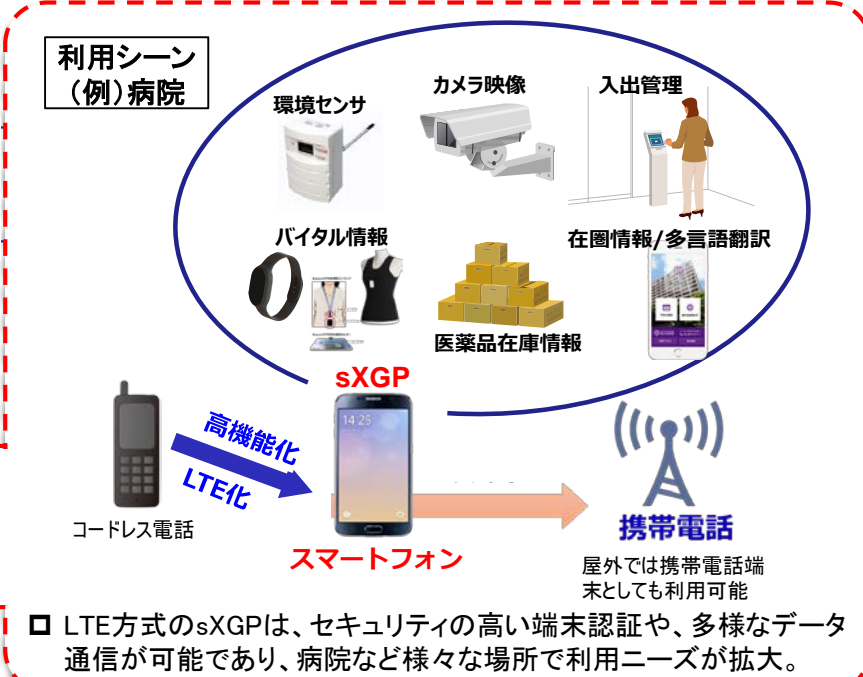 利用シーン
（例）病院
環境センサ
カメラ映像
入出管理
バイタル情報
在圏情報/多言語翻訳
医薬品在庫情報
sXGP
14 25
高機能化
LTE化
コードレス電話
スマートフォン
携帯電話
屋外では携帯電話端
末としても利用可能
LTE方式のsXGPは、セキュリティの高い端末認証や、多様なデータ
通信が可能であり、病院など様々な場所で利用ニーズが拡大。